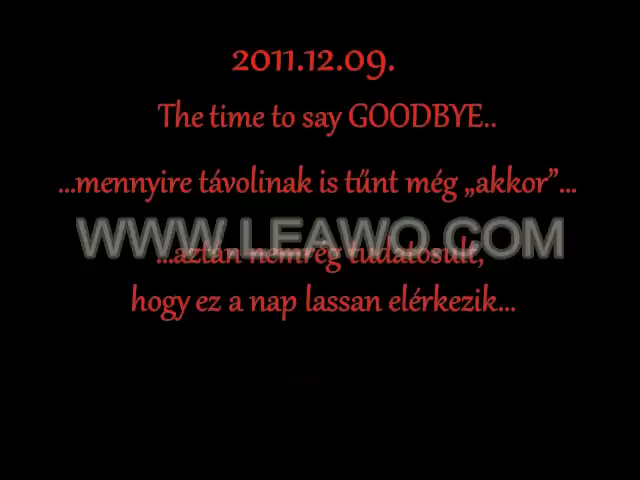 2011.12.09.
The time to say GOODBYE..
...mennyire távolinak is tűnt még „akkor”...
WWW.LEAWO.COM
...aztán nemrég tudatosult,
hogy ez a nap lassan elérkezik...